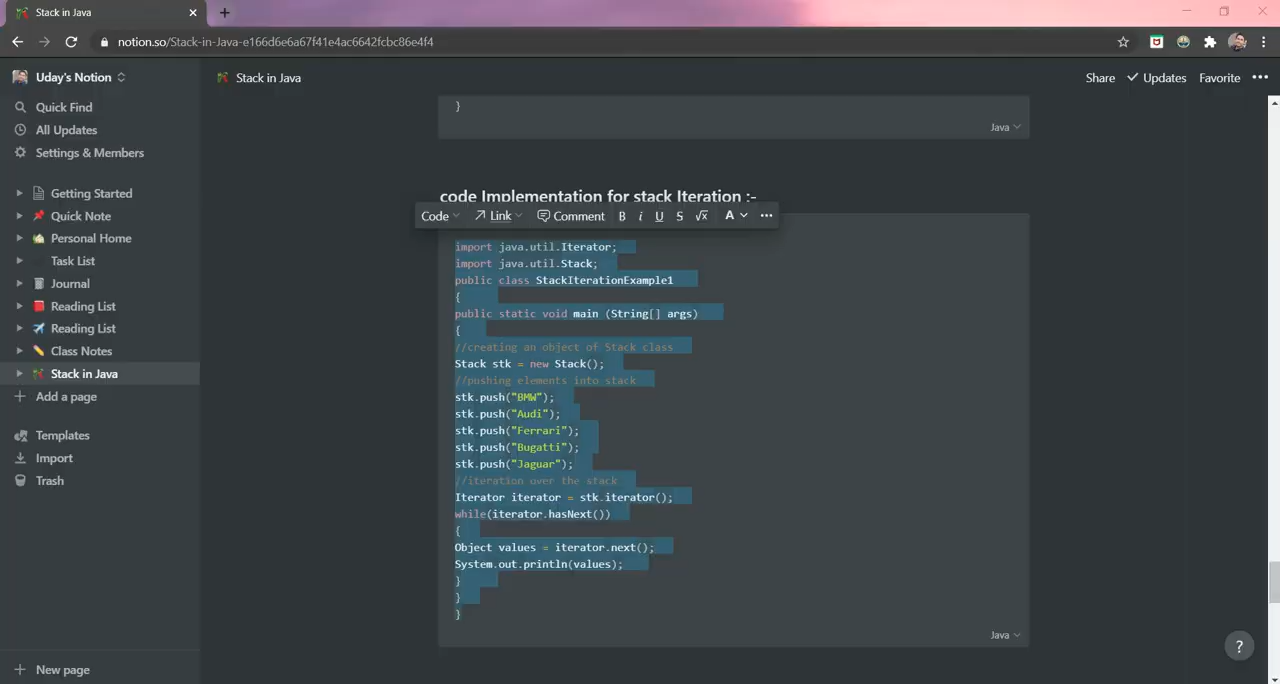 Stack in Java
notion.so/Stack-in-Java-e166d6e6a67f41e4ac6642fcbc86e4f4
Uday's Notion
Stack in Java
Share
Updates
Favorite
Quick Find
All Updates
Settings & Members
Getting Started
Quick Note
Personal Home
Task List
Journal
Reading List
Reading List
Class Notes
Stack in Java
Add a page
Templates
Import
Trash
New page
}
Java
code Implementation for stack Iteration :-
Code Link Comment B i U S √x A
import java.util.Iterator;
import java.util.Stack;
public class StackIterationExample1
{
public static void main (String[] args)
{
//creating an object of Stack class
Stack stk = new Stack();
//pushing elements into stack
stk.push("BMW");
stk.push("Audi");
stk.push("Ferrari");
stk.push("Bugatti");
stk.push("Jaguar");
//iteration over the stack
Iterator iterator = stk.iterator();
while(iterator.hasNext())
{
Object values = iterator.next();
System.out.println(values);
}
}
}
Java
?